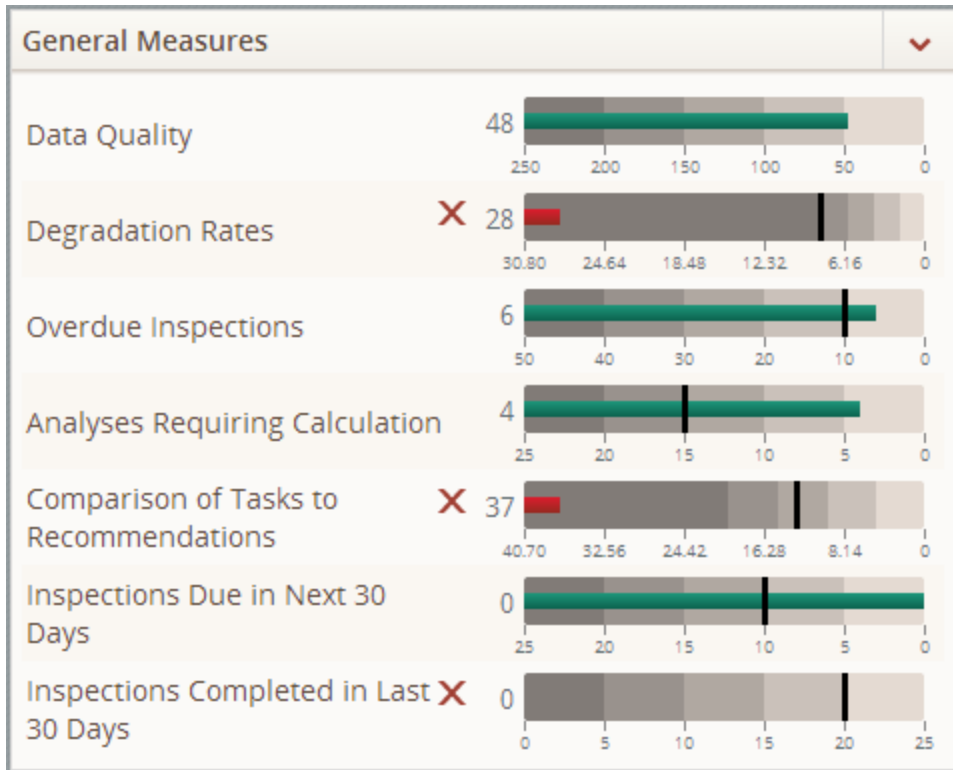 General Measures
Data Quality
48
250 200 150 100 50 0
Degradation Rates
28
30.80 24.64 18.48 12.32 6.16 0
Overdue Inspections
6
50 40 30 20 10 0
Analyses Requiring Calculation
4
25 20 15 10 5 0
Comparison of Tasks to
Recommendations
37
40.70 32.56 24.42 16.28 8.14 0
Inspections Due in Next 30
Days
0
25 20 15 10 5 0
Inspections Completed in Last
30 Days
0
0 5 10 15 20 25